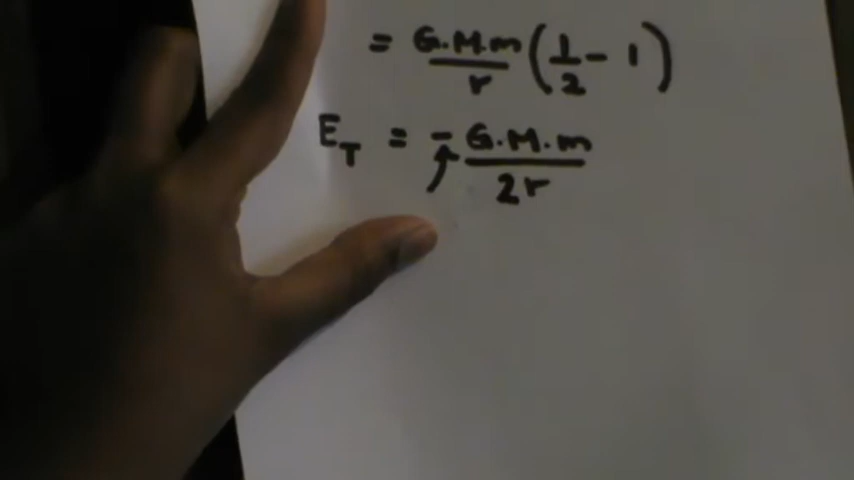 = G.M.m/r (1/2 - 1)
E_T = - G.M.m/2r